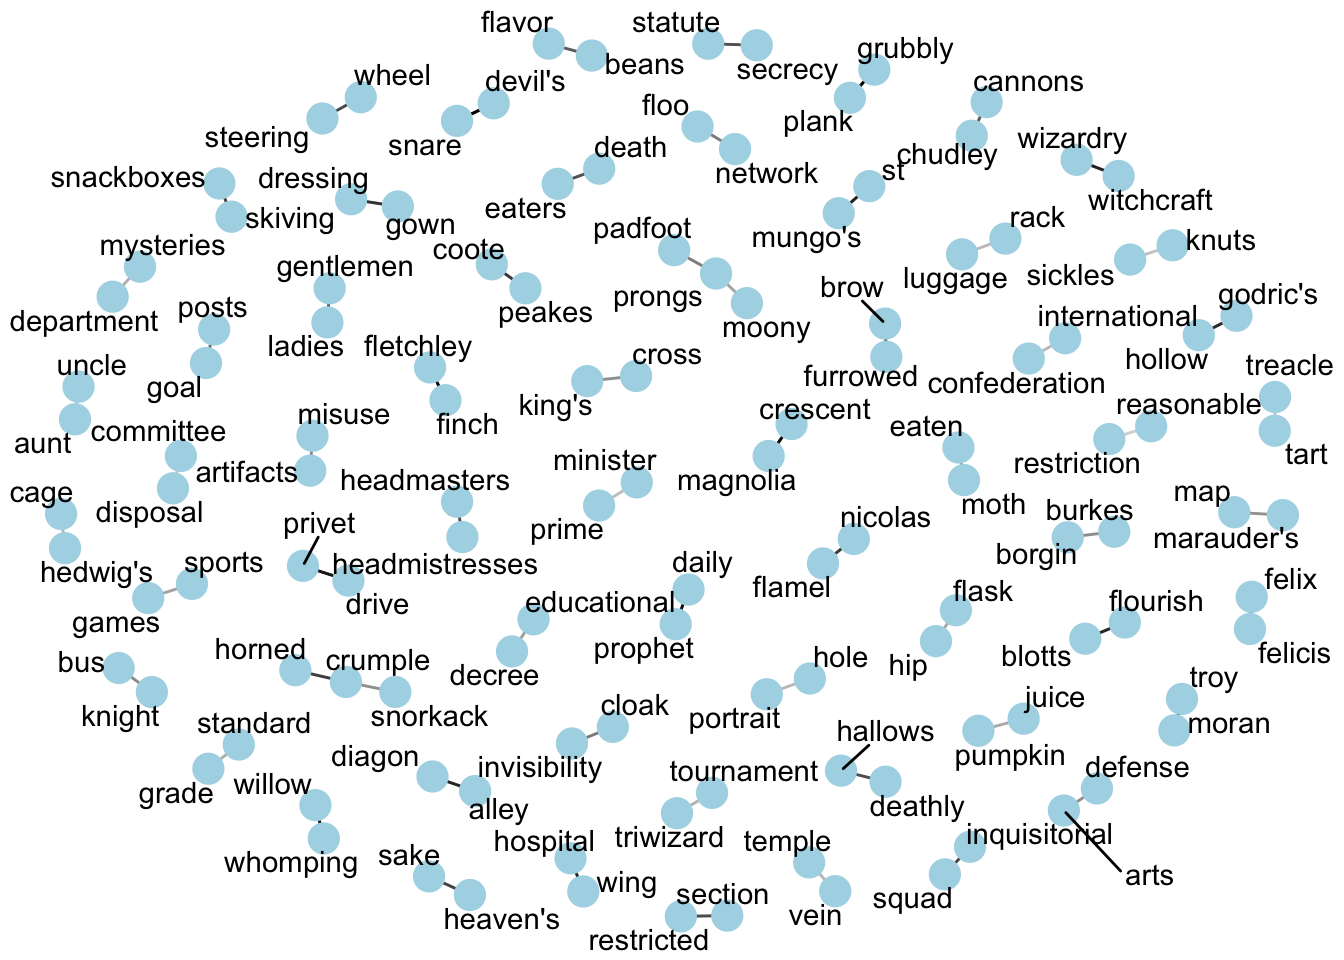 flavor
statute
beans
secrecy
grubbly
wheel
devil's
cannons
steering
snare
floo
plank
chudley
wizardry
snackboxes
dressing
death
network
st
witchcraft
skiving
gown
eaters
mungo's
mysteries
gentlemen
coote
padfoot
rack
knuts
department
posts
peakes
prongs
moony
brow
luggage
sickles
godric's
uncle
goal
ladies
fletchley
cross
furrowed
international
hollow
aunt
committee
misuse
finch
king's
crescent
confederation
treacle
eaten
reasonable
cage
disposal
artifacts
headmasters
minister
magnolia
moth
restriction
tart
hedwig's
sports
privet
headmistresses
prime
nicolas
burkes
map
games
drive
daily
flamel
borgin
marauder's
educational
prophet
flask
flourish
felix
bus
horned
crumple
decree
hole
hip
blotts
felicis
knight
standard
snorkack
cloak
portrait
juice
troy
grade
willow
diagon
invisibility
tournament
hallows
pumpkin
moran
whomping
alley
triwizard
deathly
defense
sake
hospital
temple
inquisitorial
heaven's
wing
section
vein
squad
arts
restricted